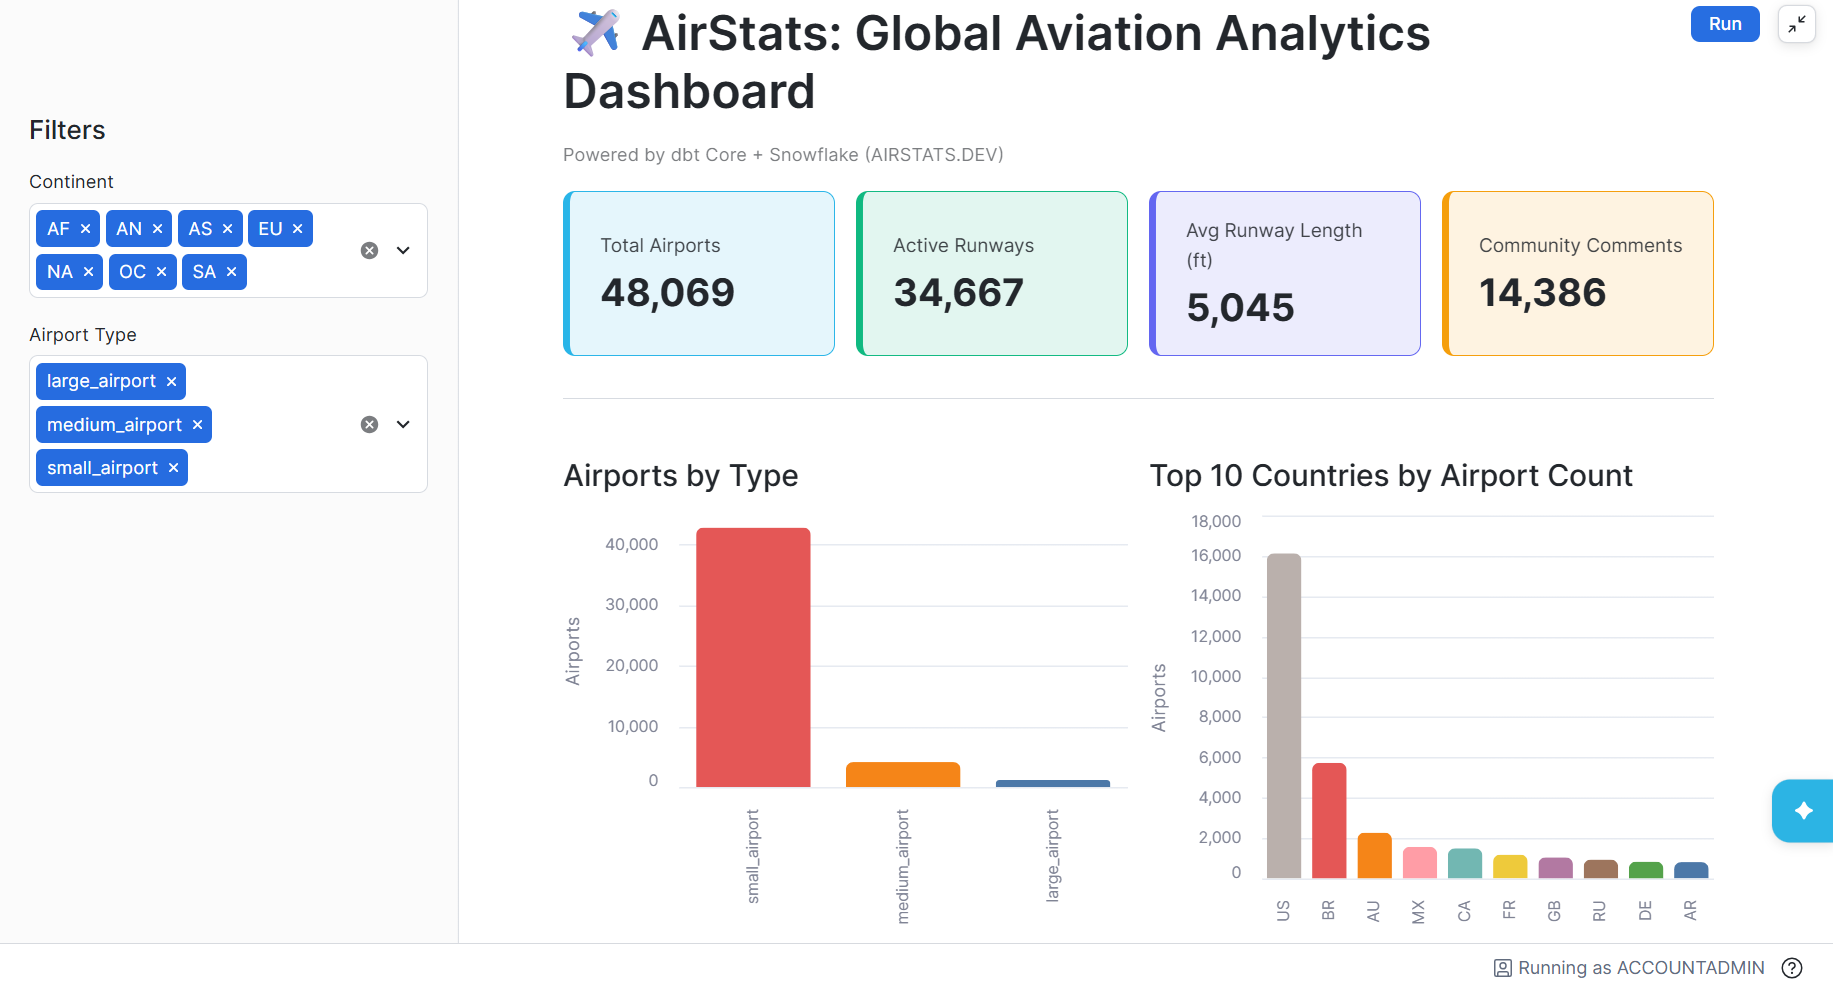 AirStats: Global Aviation Analytics
Dashboard
Run
Powered by dbt Core + Snowflake (AIRSTATS.DEV)
Filters
Continent
AF × AN × AS × EU ×
NA × OC × SA ×
Airport Type
large_airport ×
medium_airport ×
small_airport ×
Total Airports
48,069
Active Runways
34,667
Avg Runway Length
(ft)
5,045
Community Comments
14,386
Airports by Type
Airports
40,000
30,000
20,000
10,000
0
small_airport
medium_airport
large_airport
Top 10 Countries by Airport Count
Airports
18,000
16,000
14,000
12,000
10,000
8,000
6,000
4,000
2,000
0
US
BR
AU
MX
CA
FR
GB
RU
DE
AR
Running as ACCOUNTADMIN